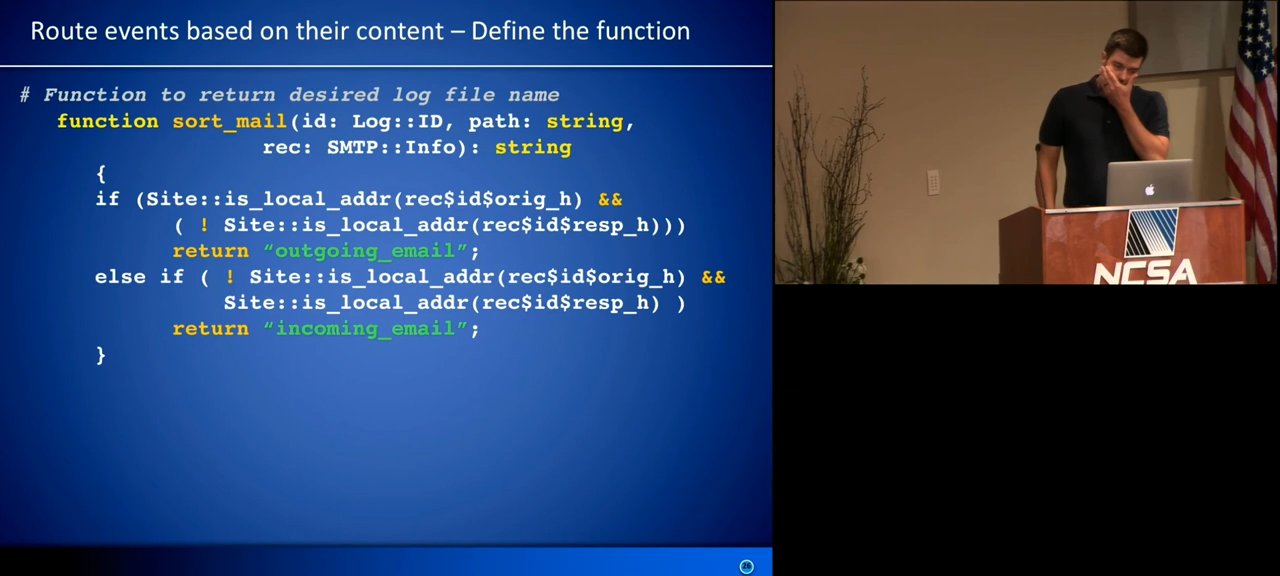 Route events based on their content – Define the function
# Function to return desired log file name
function sort_mail(id: Log::ID, path: string,
rec: SMTP::Info): string
{
if (Site::is_local_addr(rec$id$orig_h) &&
( ! Site::is_local_addr(rec$id$resp_h)))
return “outgoing_email”;
else if ( ! Site::is_local_addr(rec$id$orig_h) &&
Site::is_local_addr(rec$id$resp_h) )
return “incoming_email”;
}
26
NCSA